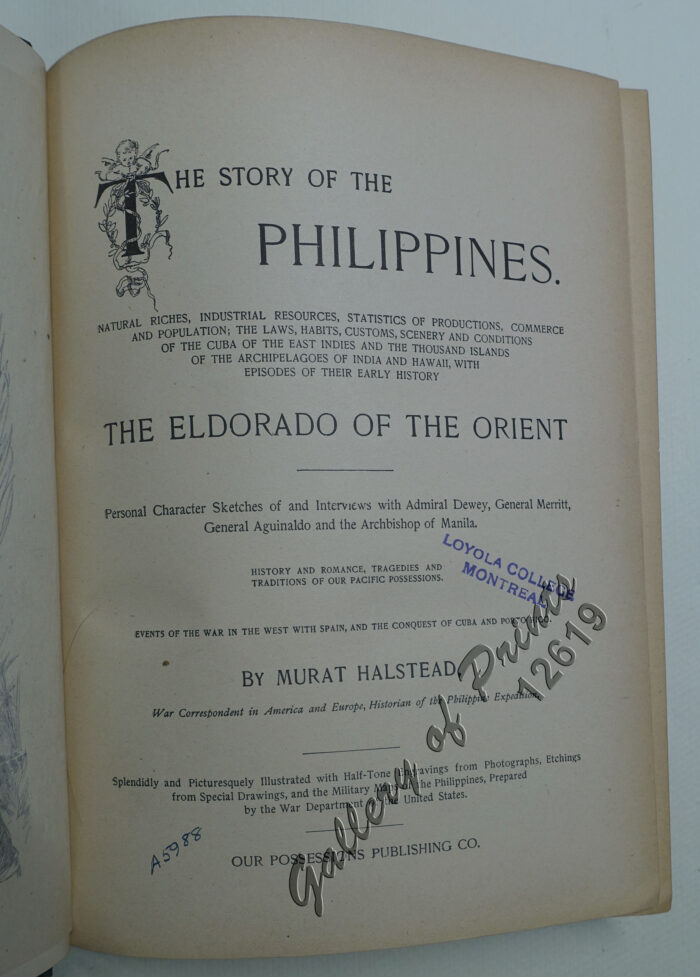 THE STORY OF THE
PHILIPPINES.
NATURAL RICHES, INDUSTRIAL RESOURCES, STATISTICS OF PRODUCTIONS, COMMERCE
AND POPULATION; THE LAWS, HABITS, CUSTOMS, SCENERY AND CONDITIONS
OF THE CUBA OF THE EAST INDIES AND THE THOUSAND ISLANDS
OF THE ARCHIPELAGOES OF INDIA AND HAWAII, WITH
EPISODES OF THEIR EARLY HISTORY
THE ELDORADO OF THE ORIENT
Personal Character Sketches of and Interviews with Admiral Dewey, General Merritt,
General Aguinaldo and the Archbishop of Manila.
HISTORY AND ROMANCE, TRAGEDIES AND
TRADITIONS OF OUR PACIFIC POSSESSIONS.
LOYOLA COLLEGE
MONTREAL
EVENTS OF THE WAR IN THE WEST WITH SPAIN, AND THE CONQUEST OF CUBA AND PORTO RICO.
BY MURAT HALSTEAD,
War Correspondent in America and Europe, Historian of the Philippine Expedition.
Splendidly and Picturesquely Illustrated with Half-Tone Engravings from Photographs, Etchings
from Special Drawings, and the Military Maps of the Philippines, Prepared
by the War Department of the United States.
A5988
OUR POSSESSIONS PUBLISHING CO.
Gallery of Prints
12619